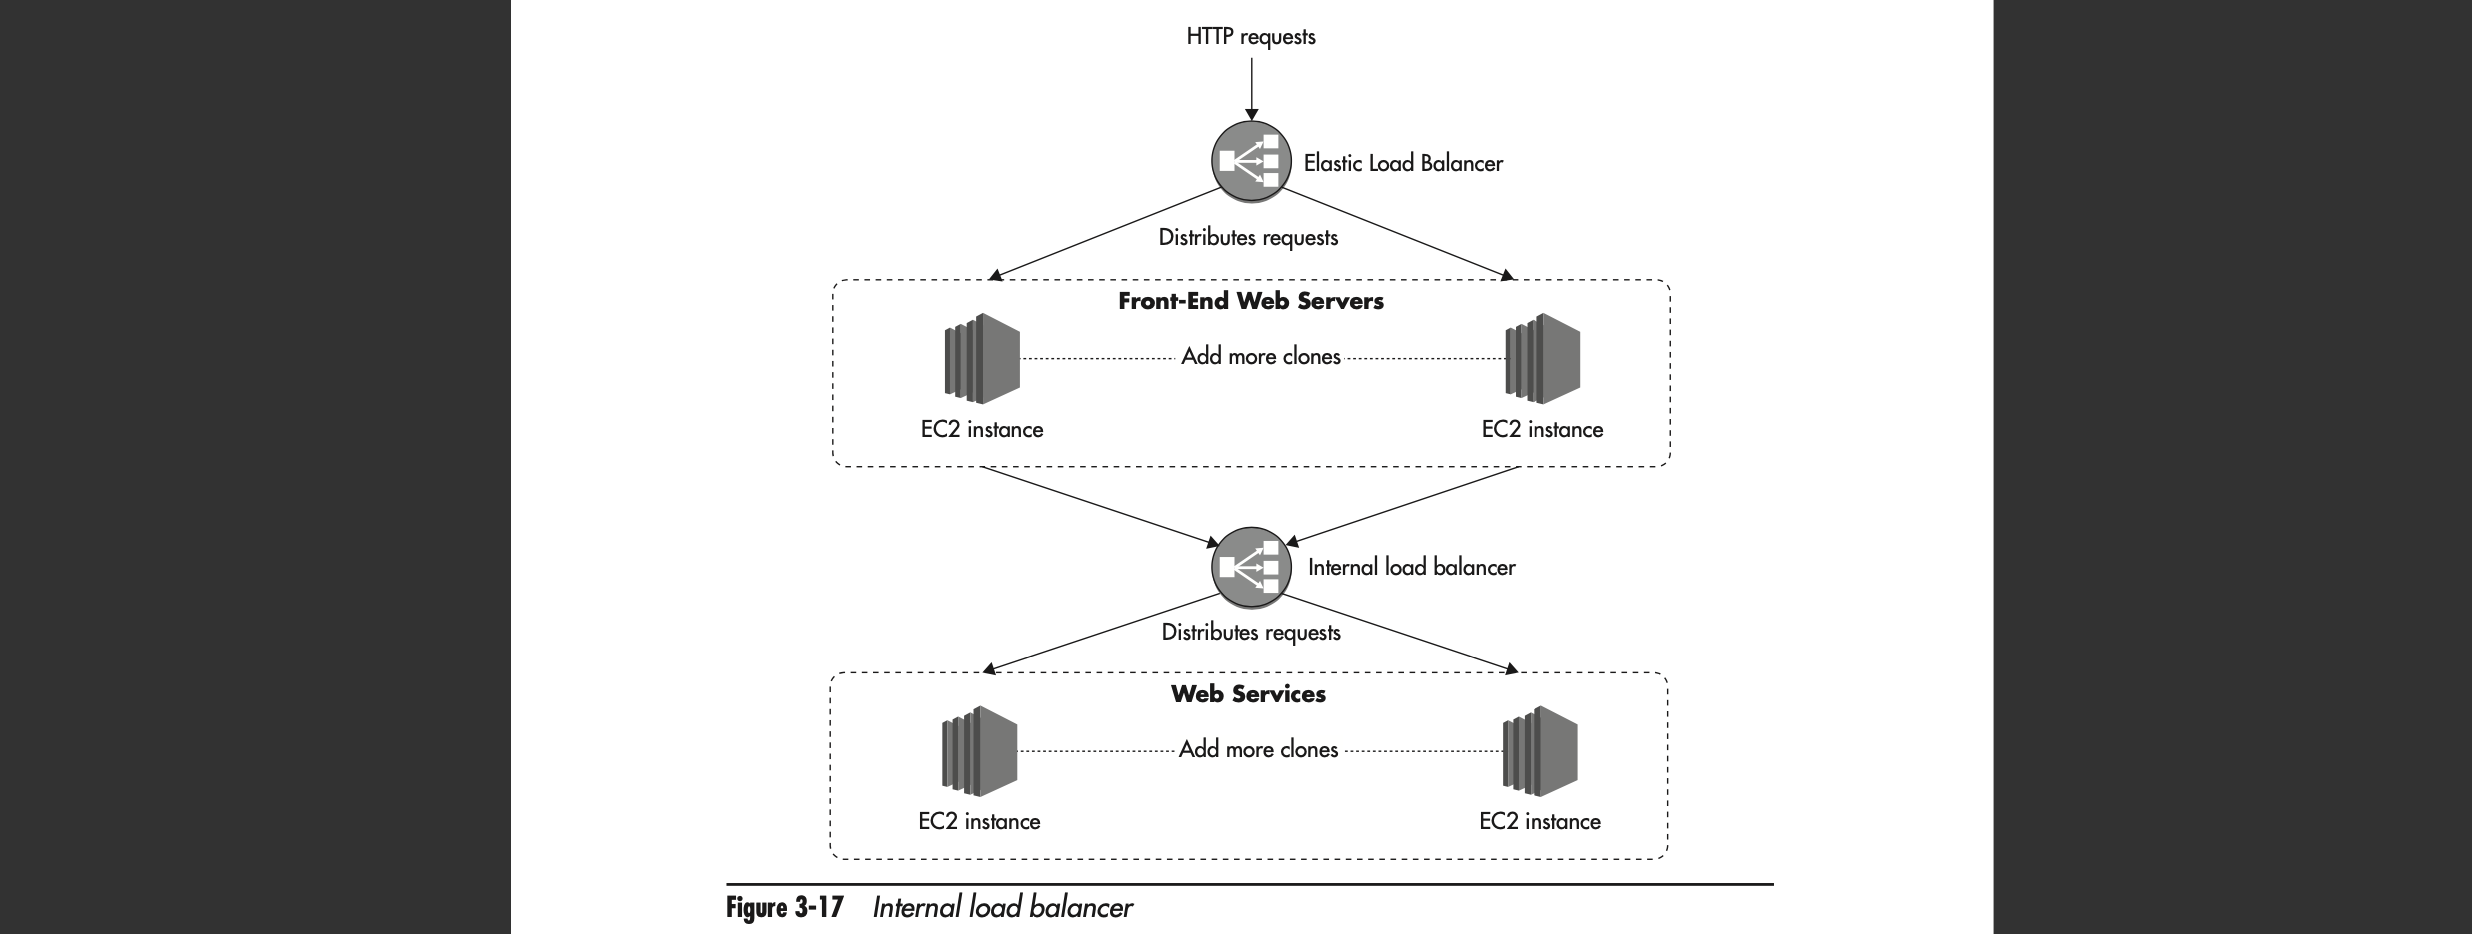 HTTP requests
Elastic Load Balancer
Distributes requests
Front-End Web Servers
Add more clones
EC2 instance
EC2 instance
Internal load balancer
Distributes requests
Web Services
Add more clones
EC2 instance
EC2 instance
Figure 3-17 Internal load balancer